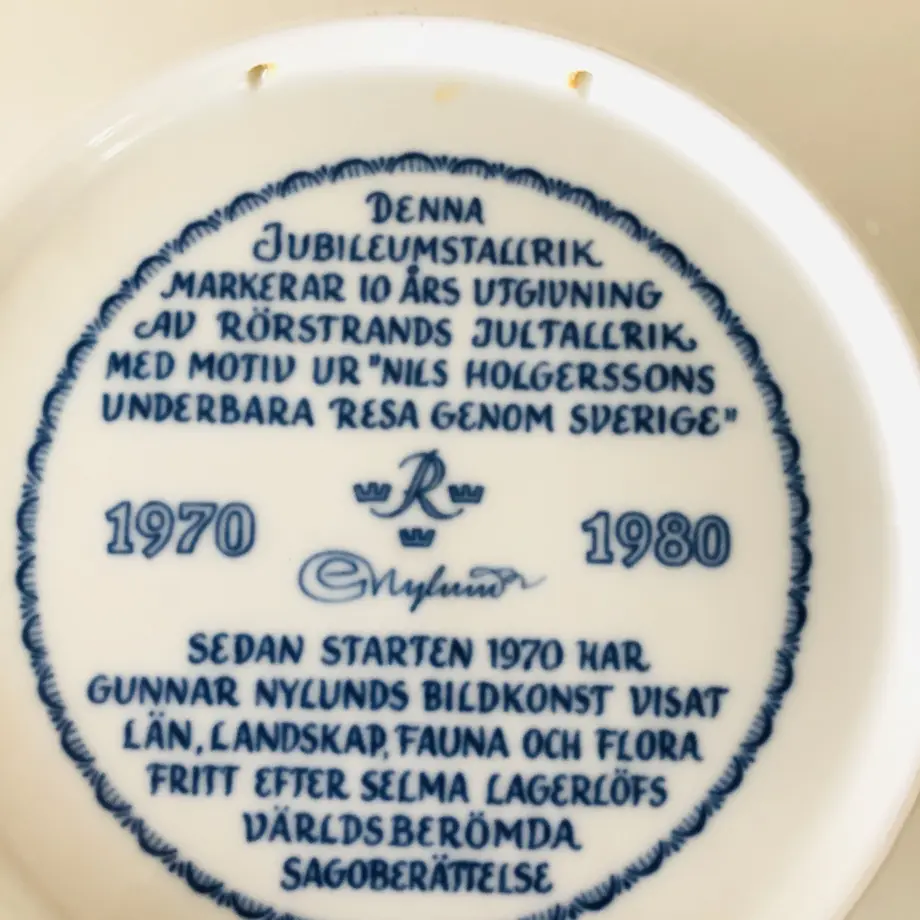 DENNA
JUBILEUMSTALLRIK
MARKERAR 10 ÅRS UTGIVNING
AV RÖRSTRANDS JULTALLRIK
MED MOTIV UR "NILS HOLGERSSONS
UNDERBARA RESA GENOM SVERIGE"
R
1970 1980
GNylund
SEDAN STARTEN 1970 HAR
GUNNAR NYLUNDS BILDKONST VISAT
LÄN, LANDSKAP, FAUNA OCH FLORA
FRITT EFTER SELMA LAGERLÖFS
VÄRLDSBERÖMDA
SAGOBERÄTTELSE